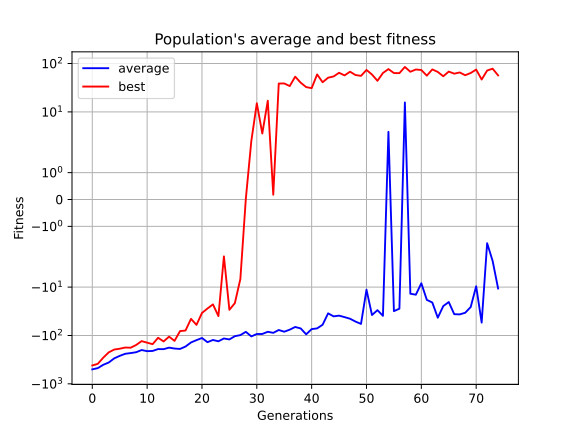 Population's average and best fitness
average
best
10²
10¹
10⁰
0
−10⁰
−10¹
−10²
−10³
Fitness
0 10 20 30 40 50 60 70
Generations